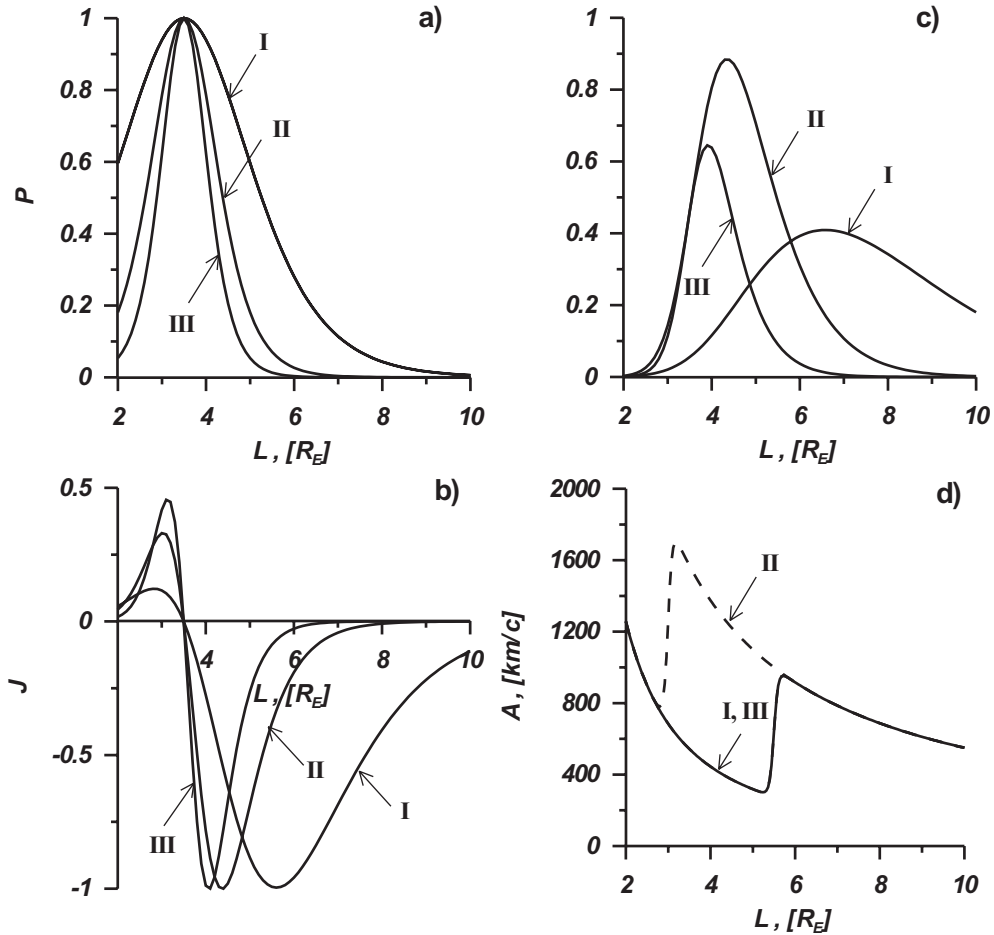 a)
1
0.8
0.6
0.4
0.2
0
P
I
II
III
2 4 6 8 10
L , [R_E]
c)
1
0.8
0.6
0.4
0.2
0
II
I
III
2 4 6 8 10
L , [R_E]
b)
0.5
0
-0.5
-1
J
4 6 8 10
L , [R_E]
III
II
I
d)
2000
1600
1200
800
400
0
A , [km/c]
II
I, III
2 4 6 8 10
L , [R_E]